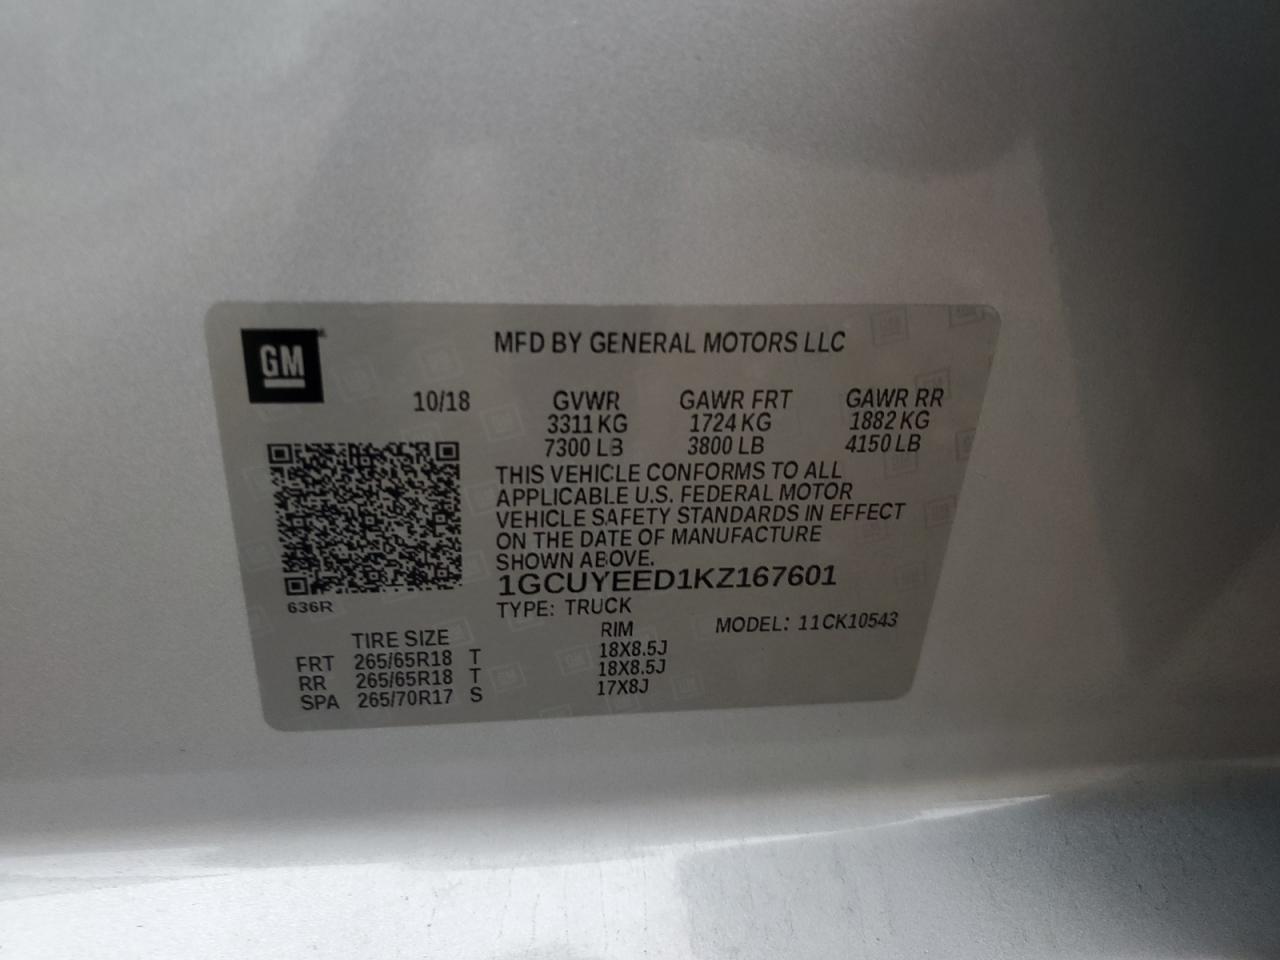 GM
MFD BY GENERAL MOTORS LLC
10/18 GVWR GAWR FRT GAWR RR
3311 KG 1724 KG 1882 KG
7300 LB 3800 LB 4150 LB
THIS VEHICLE CONFORMS TO ALL
APPLICABLE U.S. FEDERAL MOTOR
VEHICLE SAFETY STANDARDS IN EFFECT
ON THE DATE OF MANUFACTURE
SHOWN ABOVE.
1GCUYEED1KZ167601
636R
TYPE: TRUCK
TIRE SIZE RIM MODEL: 11CK10543
FRT 265/65R18 T 18X8.5J
RR 265/65R18 T 18X8.5J
SPA 265/70R17 S 17X8J